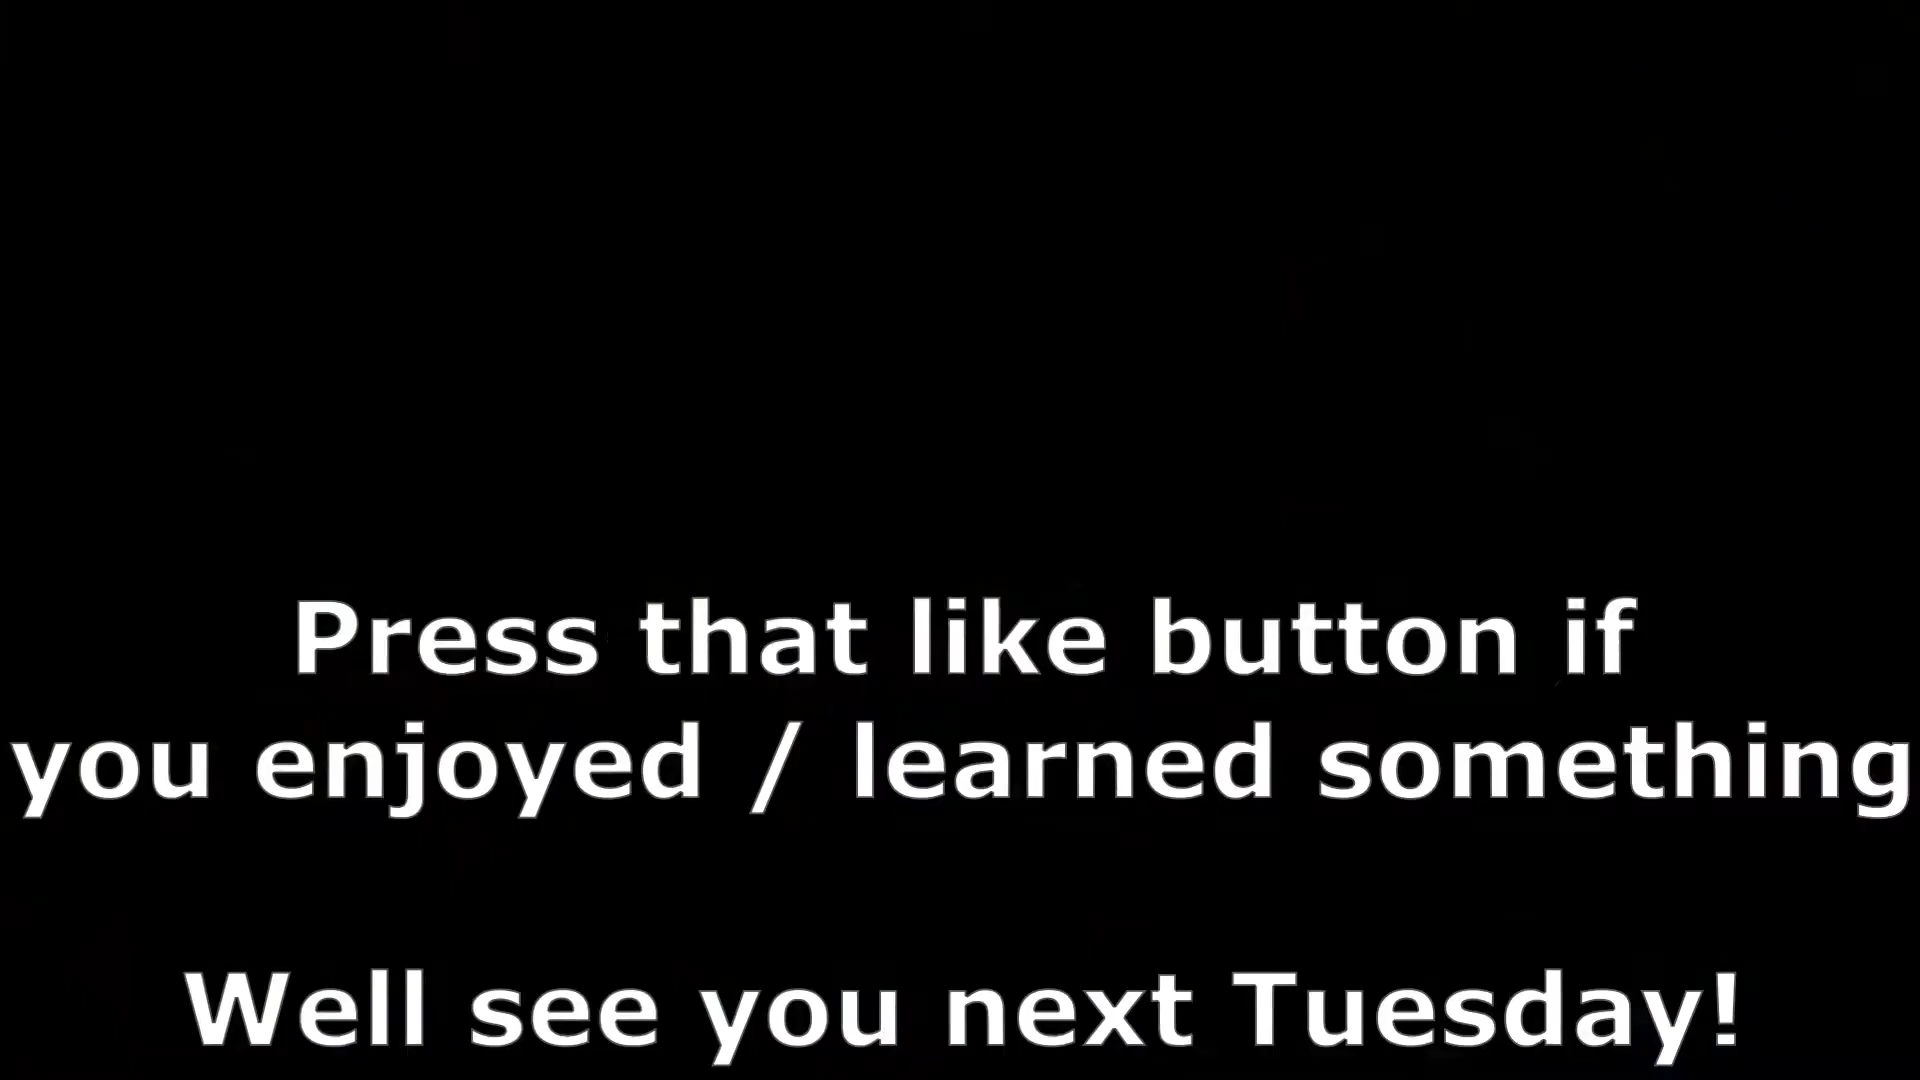 Press that like button if
you enjoyed / learned something
Well see you next Tuesday!